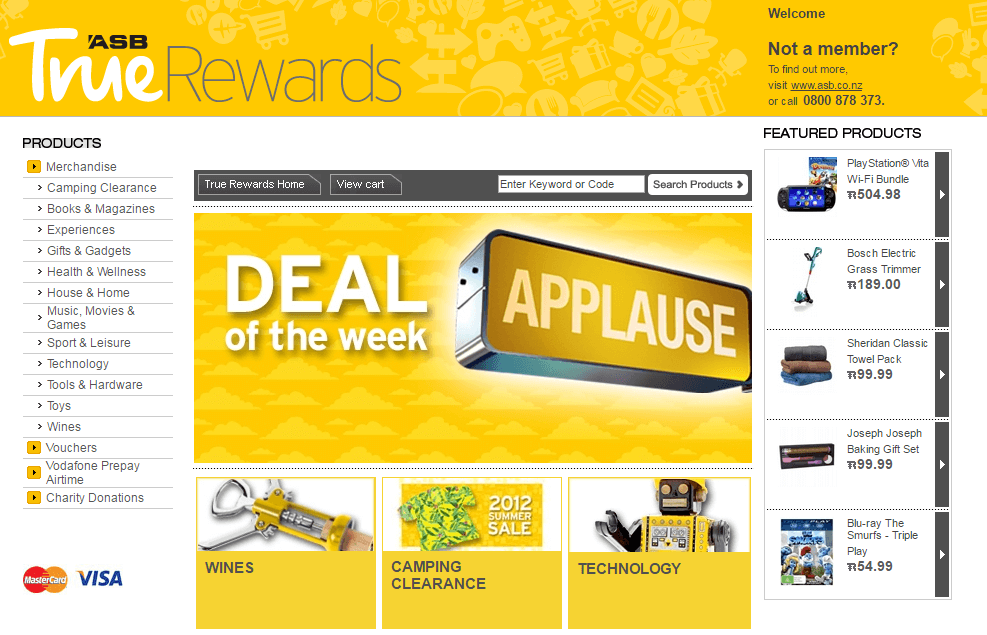 ASB
True Rewards
Welcome
Not a member?
To find out more,
visit www.asb.co.nz
or call 0800 878 373.
PRODUCTS
Merchandise
Camping Clearance
Books & Magazines
Experiences
Gifts & Gadgets
Health & Wellness
House & Home
Music, Movies &
Games
Sport & Leisure
Technology
Tools & Hardware
Toys
Wines
Vouchers
Vodafone Prepay
Airtime
Charity Donations
MasterCard VISA
True Rewards Home
View cart
Enter Keyword or Code
Search Products
DEAL
of the week
APPLAUSE
2012
SUMMER
SALE
WINES
CAMPING
CLEARANCE
TECHNOLOGY
FEATURED PRODUCTS
PlayStation® Vita
Wi-Fi Bundle
504.98
Bosch Electric
Grass Trimmer
189.00
Sheridan Classic
Towel Pack
99.99
Joseph Joseph
Baking Gift Set
99.99
Blu-ray The
Smurfs - Triple
Play
54.99